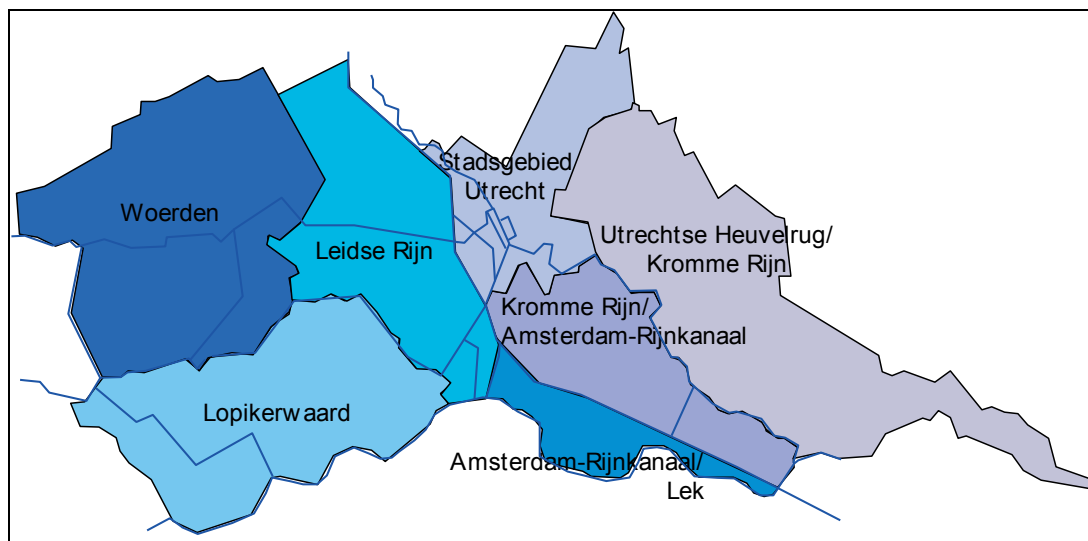 Stadsgebied
Utrecht
Woerden
Leidse Rijn
Utrechtse Heuvelrug/
Kromme Rijn
Kromme Rijn/
Amsterdam-Rijnkanaal
Lopikerwaard
Amsterdam-Rijnkanaal/
Lek